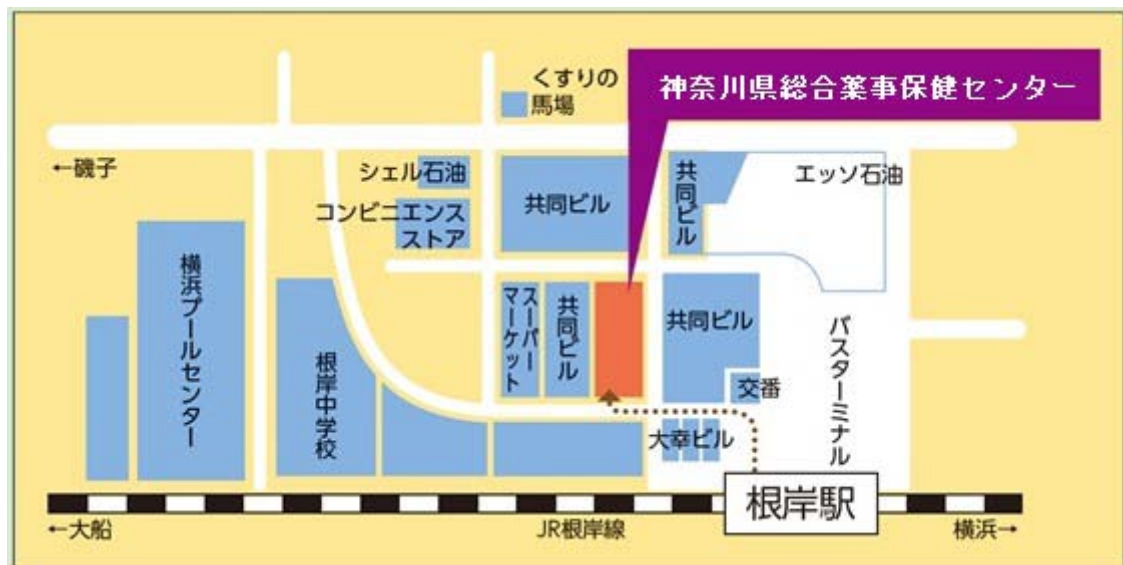 くすりの
馬場
神奈川県総合薬事保健センター
←磯子
シェル石油
コンビニエンス
ストア
共同ビル
共同ビル
エッソ石油
横浜プールセンター
根岸中学校
スーパー
マーケット
共同ビル
共同ビル
交番
バスターミナル
大幸ビル
根岸駅
←大船
JR根岸線
横浜→